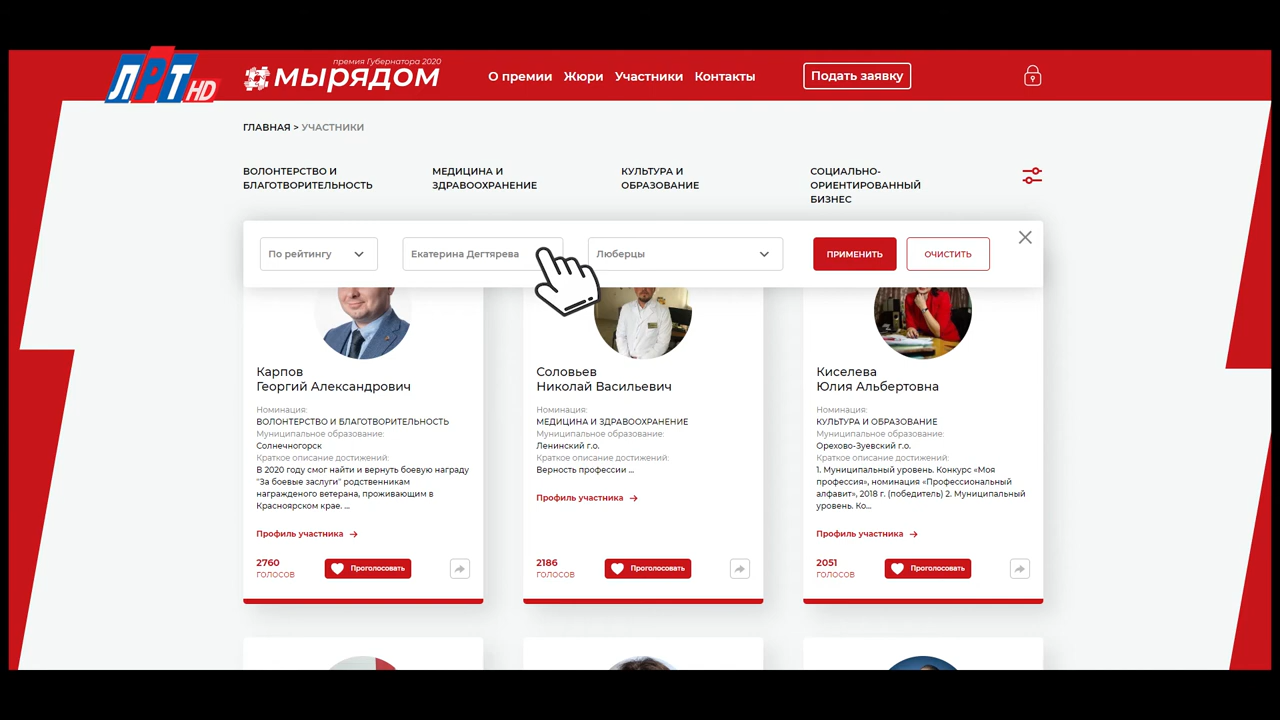 ЛРТ HD
премия Губернатора 2020
#мырядом
О премии Жюри Участники Контакты
Подать заявку
ГЛАВНАЯ > УЧАСТНИКИ
ВОЛОНТЕРСТВО И
БЛАГОТВОРИТЕЛЬНОСТЬ
МЕДИЦИНА И
ЗДРАВООХРАНЕНИЕ
КУЛЬТУРА И
ОБРАЗОВАНИЕ
СОЦИАЛЬНО-
ОРИЕНТИРОВАННЫЙ
БИЗНЕС
По рейтингу
Екатерина Дегтярева
Люберцы
ПРИМЕНИТЬ
ОЧИСТИТЬ
Карпов
Георгий Александрович
Номинация:
ВОЛОНТЕРСТВО И БЛАГОТВОРИТЕЛЬНОСТЬ
Муниципальное образование:
Солнечногорск
Краткое описание достижений:
В 2020 году смог найти и вернуть боевую награду
"За боевые заслуги" родственникам
награжденого ветерана, проживающим в
Красноярском крае. ...
Профиль участника →
2760
ГОЛОСОВ
Проголосовать
Соловьев
Николай Васильевич
Номинация:
МЕДИЦИНА И ЗДРАВООХРАНЕНИЕ
Муниципальное образование:
Ленинский г.о.
Краткое описание достижений:
Верность профессии ...
Профиль участника →
2186
ГОЛОСОВ
Проголосовать
Киселева
Юлия Альбертовна
Номинация:
КУЛЬТУРА И ОБРАЗОВАНИЕ
Муниципальное образование:
Орехово-Зуевский г.о.
Краткое описание достижений:
1. Муниципальный уровень. Конкурс «Моя
профессия», номинация «Профессиональный
алфавит», 2018 г. (победитель) 2. Муниципальный
уровень. Ко...
Профиль участника →
2051
ГОЛОСОВ
Проголосовать